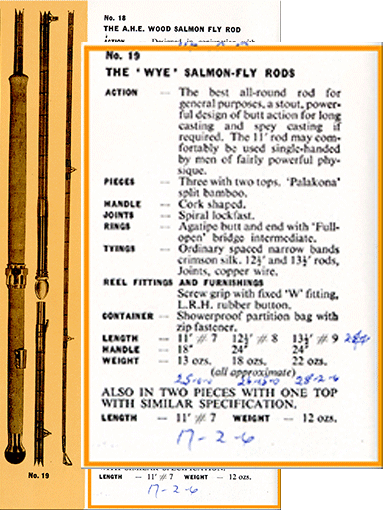 No. 18
THE A.H.E. WOOD SALMON FLY ROD
No. 19
THE ‘WYE’ SALMON-FLY RODS
ACTION — The best all-round rod for
general purposes, a stout, power-
ful design of butt action for long
casting and spey casting if
required. The 11' rod may com-
fortably be used single-handed
by men of fairly powerful phy-
sique.
PIECES — Three with two tops. ‘Palakona’
split bamboo.
HANDLE — Cork shaped.
JOINTS — Spiral lockfast.
RINGS — Agatipe butt and end with ‘Full-
open’ bridge intermediate.
TYINGS — Ordinary spaced narrow bands
crimson silk. 12½' and 13½' rods,
Joints, copper wire.
REEL FITTINGS AND FURNISHINGS
Screw grip with fixed ‘W’ fitting,
L.R.H. rubber button.
CONTAINER — Showerproof partition bag with
zip fastener.
LENGTH — 11' # 7 12½' # 8 13½' # 9
HANDLE — 18" 24" 24"
WEIGHT — 13 ozs. 18 ozs. 22 ozs.
(all approximate)
28-2-6
ALSO IN TWO PIECES WITH ONE TOP
WITH SIMILAR SPECIFICATION.
LENGTH — 11' # 7 WEIGHT — 12 ozs.
17-2-6
No. 19
WITH SIMILAR SPECIFICATION.
LENGTH — 11' # 7 WEIGHT — 12 ozs.
17-2-6